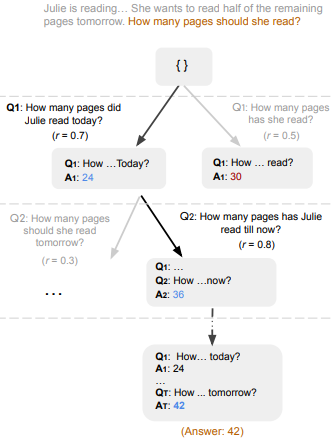 Julie is reading... She wants to read half of the remaining
pages tomorrow. How many pages should she read?
{ }
Q1: How many pages did
Julie read today?
(r = 0.7)
Q1: How many pages
has she read?
(r = 0.5)
Q1: How ...Today?
A1: 24
Q1: How ... read?
A1: 30
Q2: How many pages
should she read
tomorrow?
(r = 0.3)
Q2: How many pages has Julie
read till now?
(r = 0.8)
...
Q1: ...
Q2: How ...now?
A2: 36
Q1: How... today?
A1: 24
...
QT: How ... tomorrow?
AT: 42
(Answer: 42)